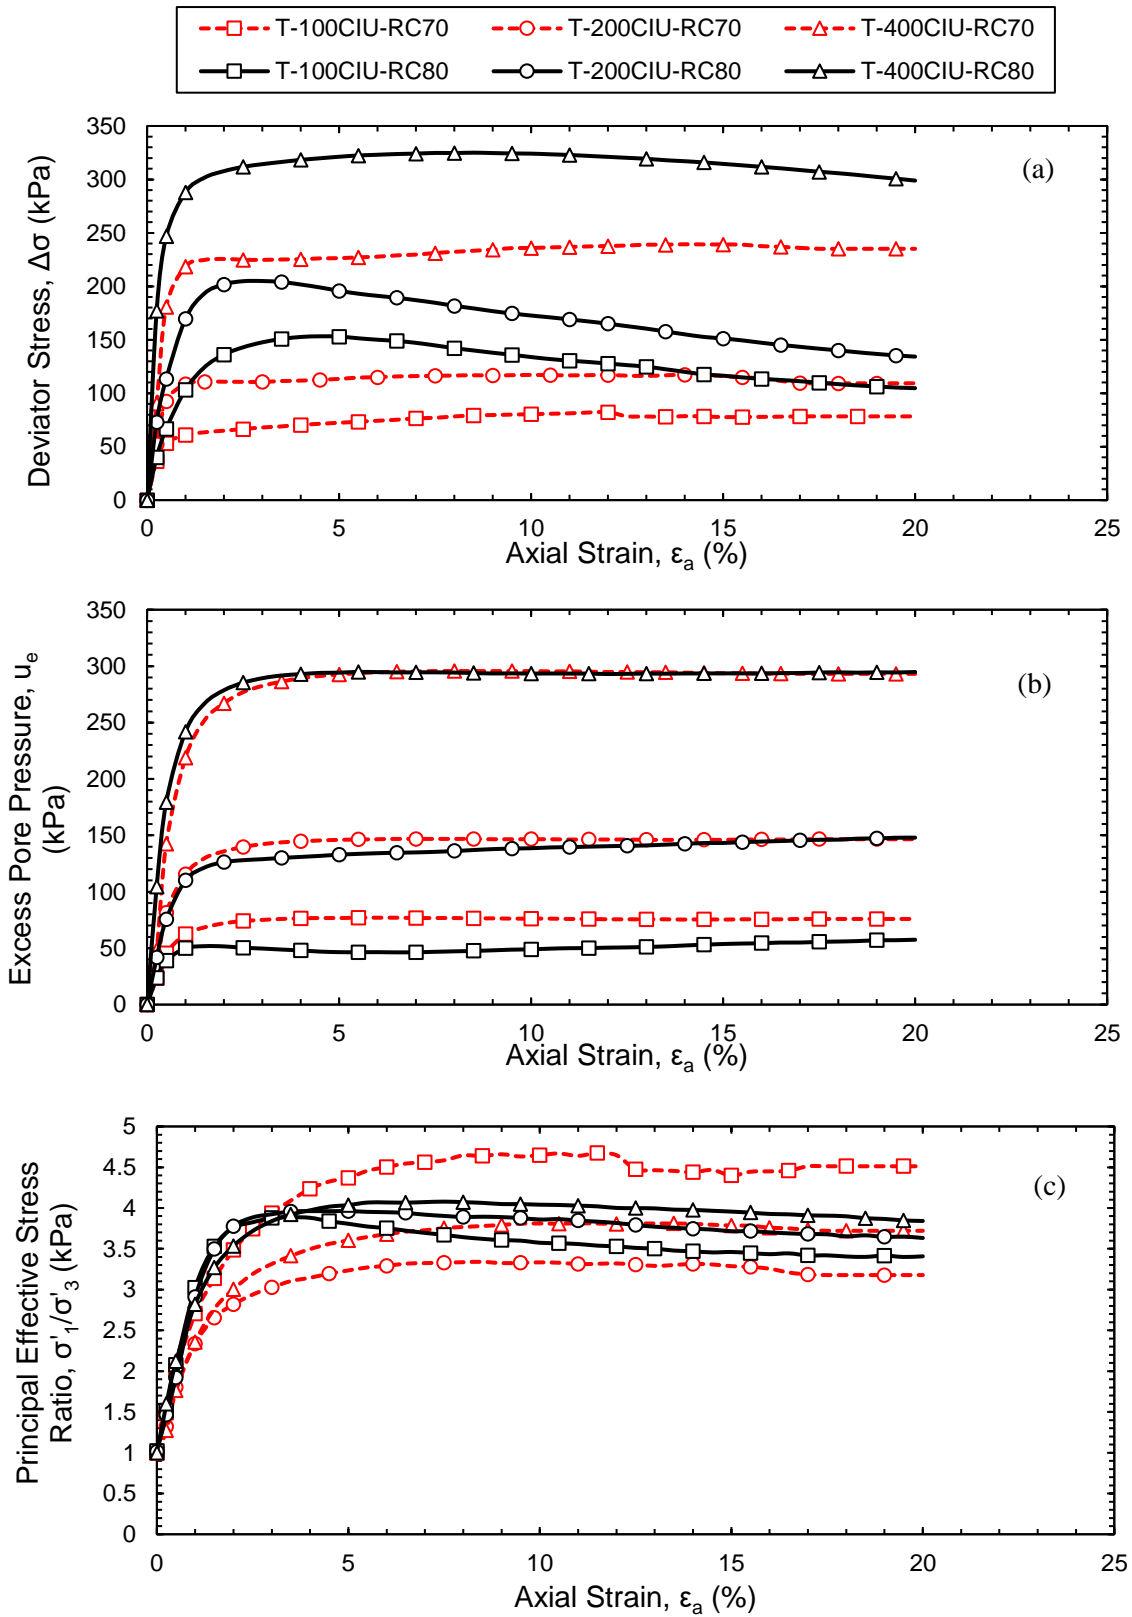 T-100CIU-RC70 T-200CIU-RC70 T-400CIU-RC70
T-100CIU-RC80 T-200CIU-RC80 T-400CIU-RC80
350
300
250
200
150
100
50
0
Deviator Stress, Δσ (kPa)
(a)
0 5 10 15 20 25
Axial Strain, εa (%)
350
300
250
200
150
100
50
0
Excess Pore Pressure, ue
(kPa)
(b)
0 5 10 15 20 25
Axial Strain, εa (%)
5
4.5
4
3.5
3
2.5
2
1.5
1
0.5
0
Principal Effective Stress
Ratio, σ'1/σ'3 (kPa)
(c)
0 5 10 15 20 25
Axial Strain, εa (%)